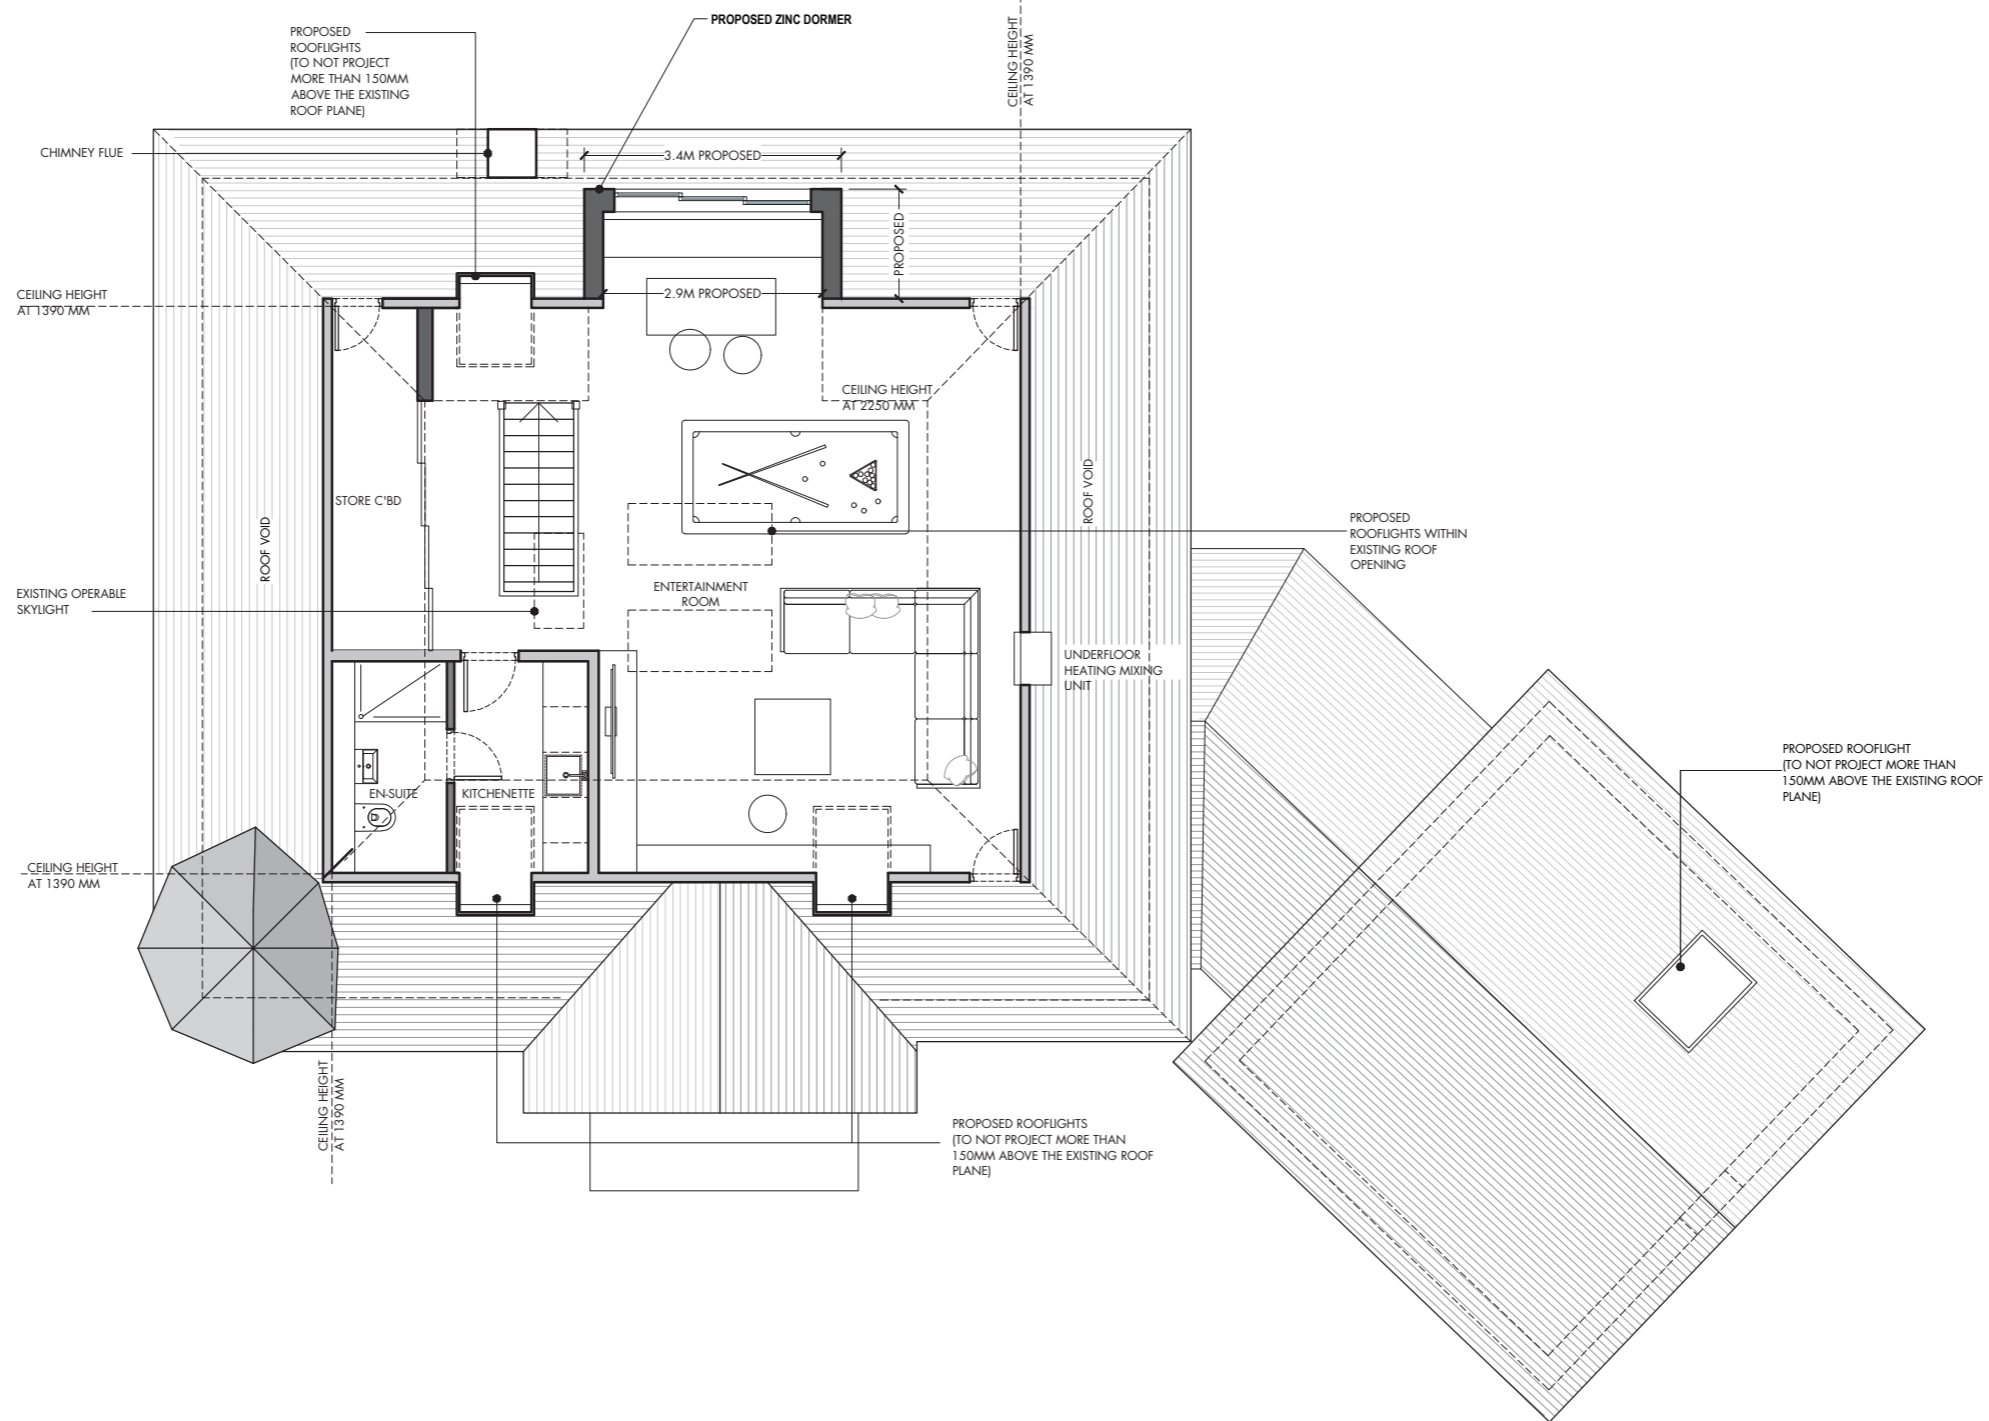 PROPOSED ZINC DORMER
PROPOSED
ROOFLIGHTS
(TO NOT PROJECT
MORE THAN 150MM
ABOVE THE EXISTING
ROOF PLANE)
CEILING HEIGHT
AT 1390 MM
CHIMNEY FLUE
3.4M PROPOSED
PROPOSED
2.9M PROPOSED
CEILING HEIGHT
AT 1390 MM
CEILING HEIGHT
AT 2250 MM
STORE C'BD
ROOF VOID
ROOF VOID
PROPOSED
ROOFLIGHTS WITHIN
EXISTING ROOF
OPENING
EXISTING OPERABLE
SKYLIGHT
ENTERTAINMENT
ROOM
UNDERFLOOR
HEATING MIXING
UNIT
PROPOSED ROOFLIGHT
(TO NOT PROJECT MORE THAN
150MM ABOVE THE EXISTING ROOF
PLANE)
EN-SUITE
KITCHENETTE
CEILING HEIGHT
AT 1390 MM
CEILING HEIGHT
AT 1390 MM
PROPOSED ROOFLIGHTS
(TO NOT PROJECT MORE THAN
150MM ABOVE THE EXISTING ROOF
PLANE)